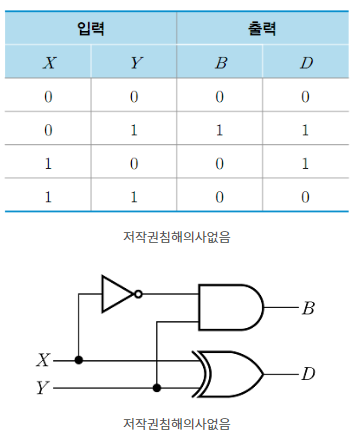 입력 출력
X Y B D
0 0 0 0
0 1 1 1
1 0 0 1
1 1 0 0
저작권침해의사없음
B
X
D
Y
저작권침해의사없음